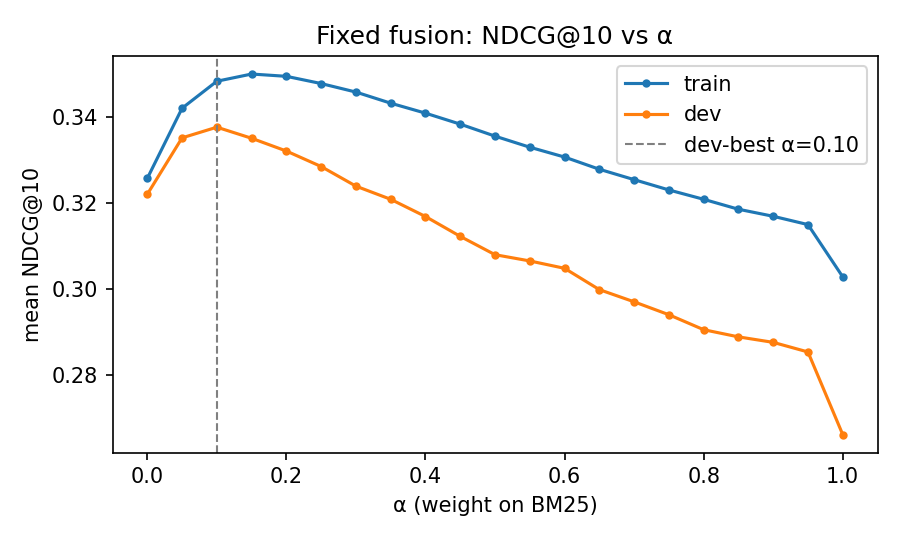 Fixed fusion: NDCG@10 vs α
train
dev
dev-best α=0.10
mean NDCG@10
0.34
0.32
0.30
0.28
0.0 0.2 0.4 0.6 0.8 1.0
α (weight on BM25)